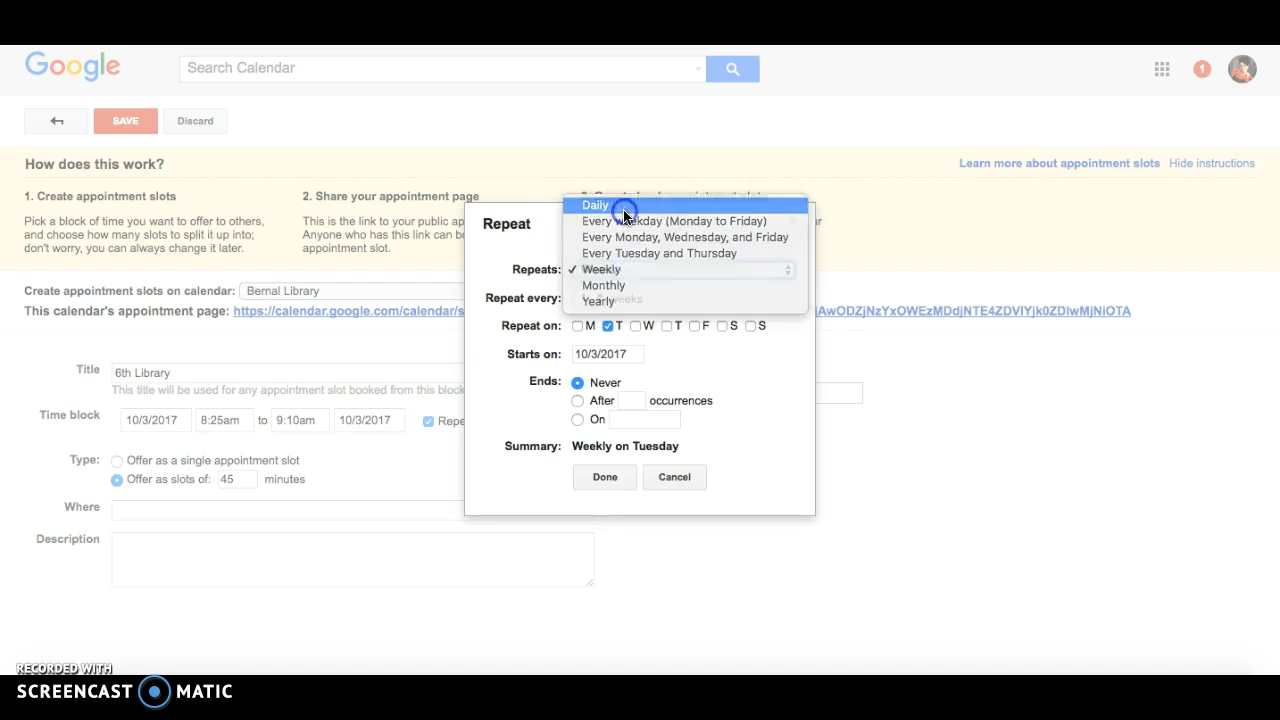 Google
Search Calendar
1
SAVE
Discard
How does this work?
Learn more about appointment slots Hide instructions
1. Create appointment slots
Pick a block of time you want to offer to others,
and choose how many slots to split it up into;
don't worry, you can always change it later.
2. Share your appointment page
This is the link to your public ap
Anyone who has this link can bo
appointment slot.
Create appointment slots on calendar: Bernal Library
This calendar's appointment page: https://calendar.google.com/calendar/s
Title
6th Library
This title will be used for any appointment slot booked from this block
Time block
10/3/2017 8:25am to 9:10am 10/3/2017 Repe
Type:
Offer as a single appointment slot
Offer as slots of: 45 minutes
Where
Description
Repeat
Repeats:
Daily
Every weekday (Monday to Friday)
Every Monday, Wednesday, and Friday
Every Tuesday and Thursday
✓ Weekly
Monthly
Yearly
Repeat every: weeks
Repeat on: M T W T F S S
Starts on: 10/3/2017
Ends: Never
After occurrences
On
Summary: Weekly on Tuesday
Done Cancel
RECORDED WITH
SCREENCAST MATIC